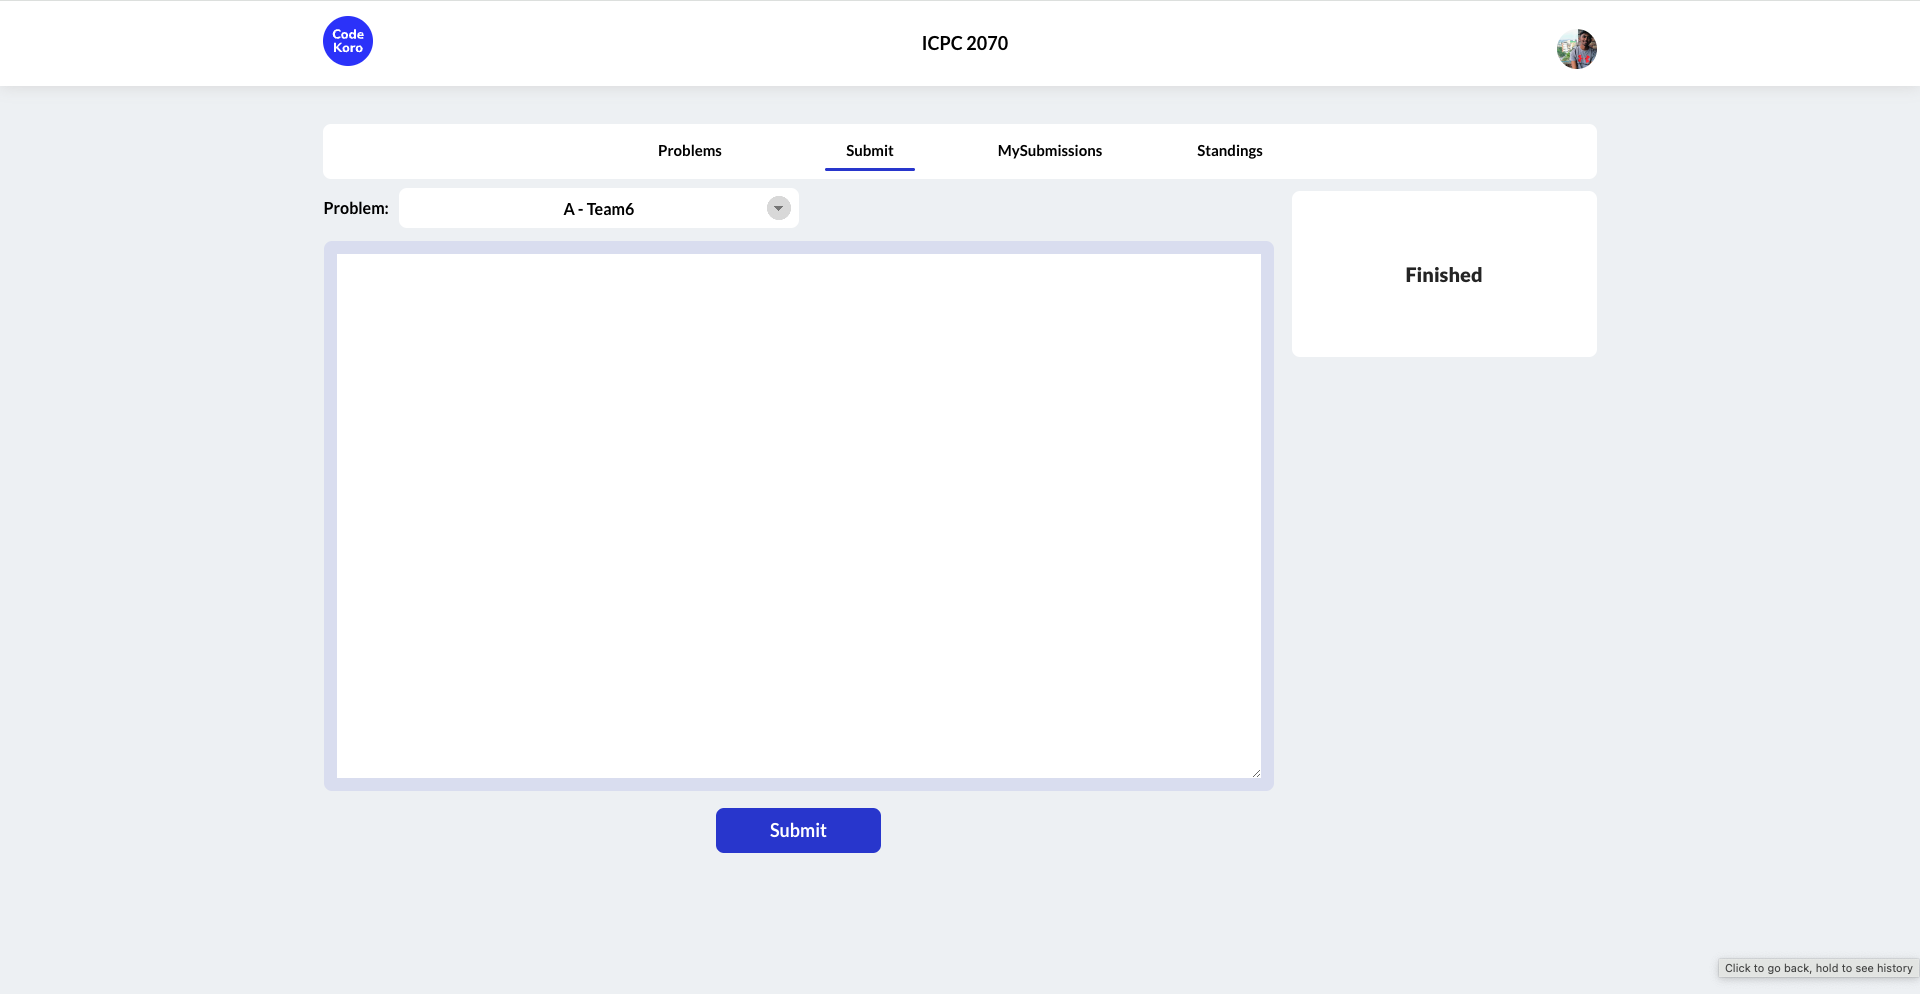 Code
Koro
ICPC 2070
Problems
Submit
MySubmissions
Standings
Problem:
A - Team6
Finished
Submit
Click to go back, hold to see history